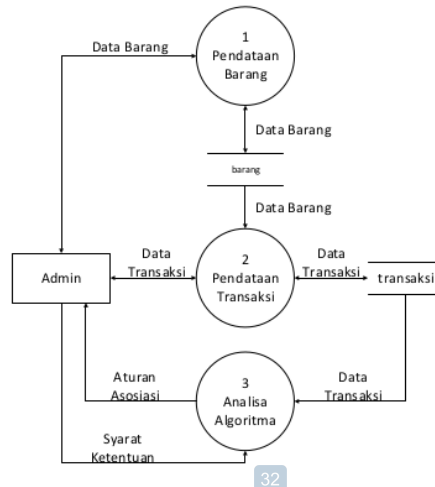 Data Barang
1
Pendataan
Barang
Data Barang
barang
Data Barang
Admin
Data
Transaksi
2
Pendataan
Transaksi
Data
Transaksi
transaksi
Aturan
Asosiasi
3
Analisa
Algoritma
Data
Transaksi
Syarat
Ketentuan
32